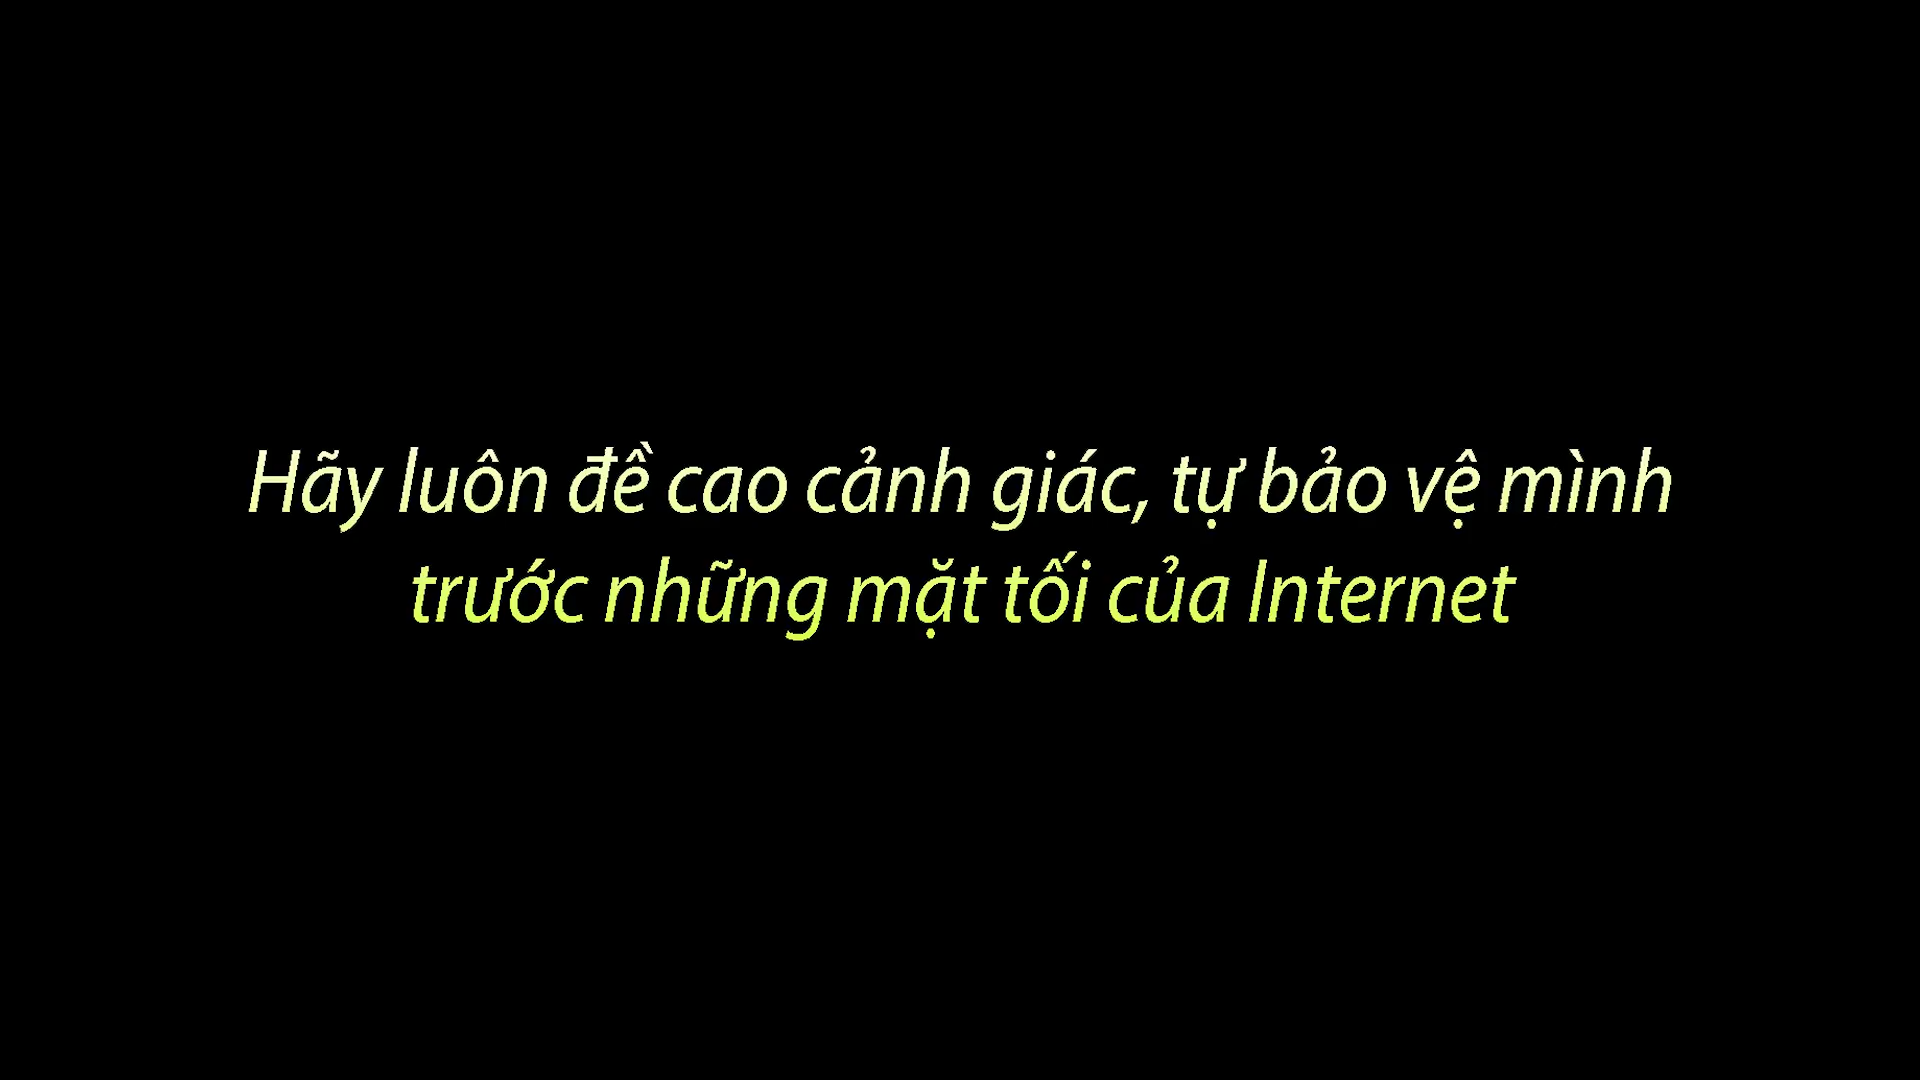 Hãy luôn đề cao cảnh giác, tự bảo vệ mình
trước những mặt tối của Internet